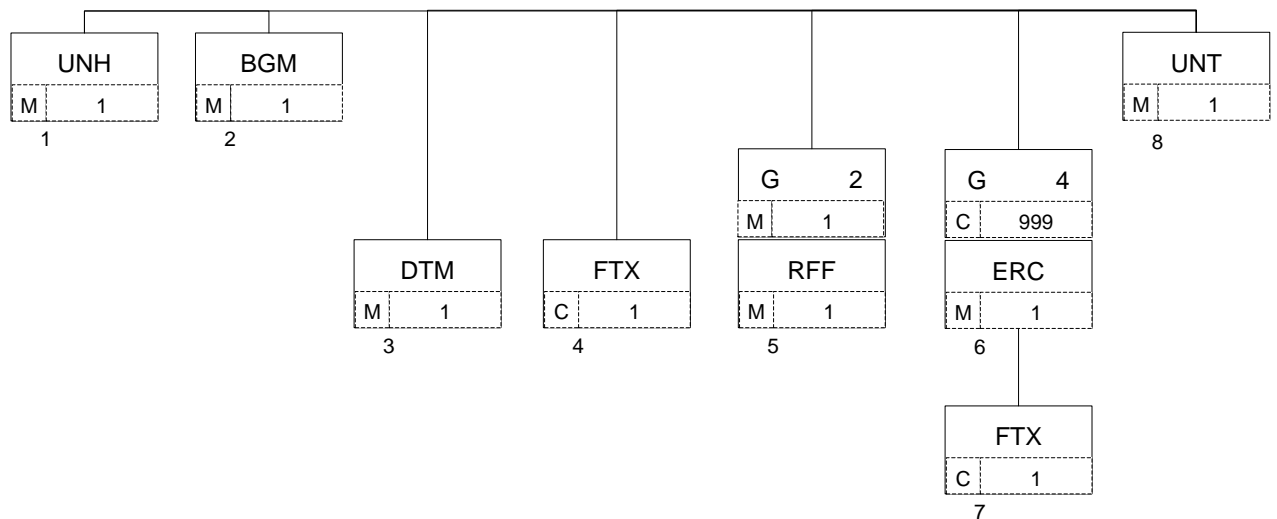 UNH
M 1
1
BGM
M 1
2
UNT
M 1
8
G 2
M 1
G 4
C 999
DTM
M 1
3
FTX
C 1
4
RFF
M 1
5
ERC
M 1
6
FTX
C 1
7